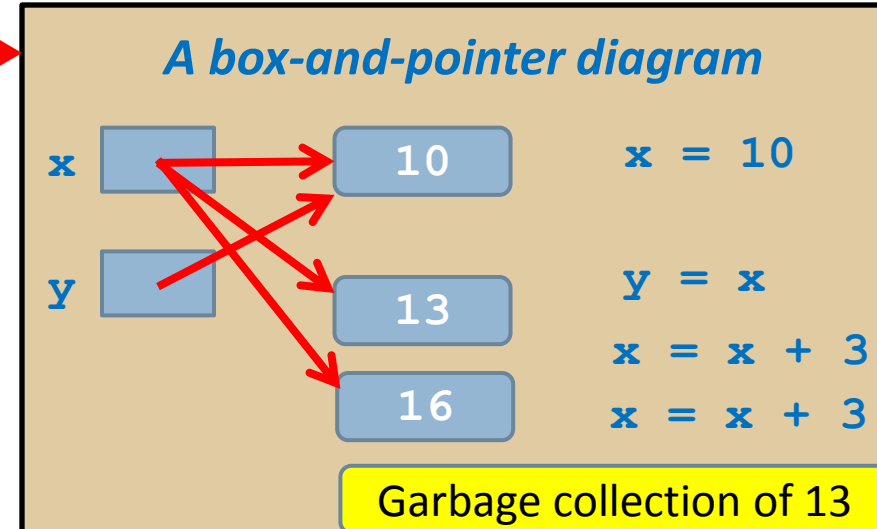 A box-and-pointer diagram
x 10 x = 10
y y = x
13
x = x + 3
16 x = x + 3
Garbage collection of 13